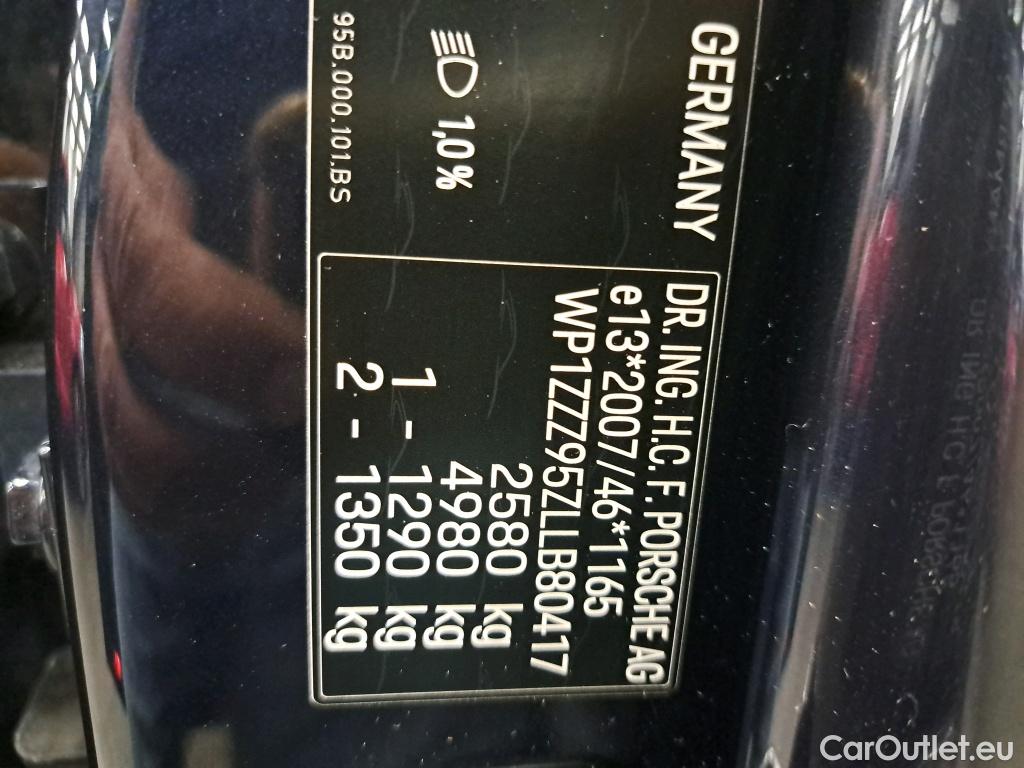 GERMANY
1,0%
95B.000.101.BS
DR. ING. H.C. F. PORSCHE AG
e13*2007/46*1165
WP1ZZZ95ZLLB80417
2580 kg
4980 kg
1 - 1290 kg
2 - 1350 kg
CarOutlet.eu